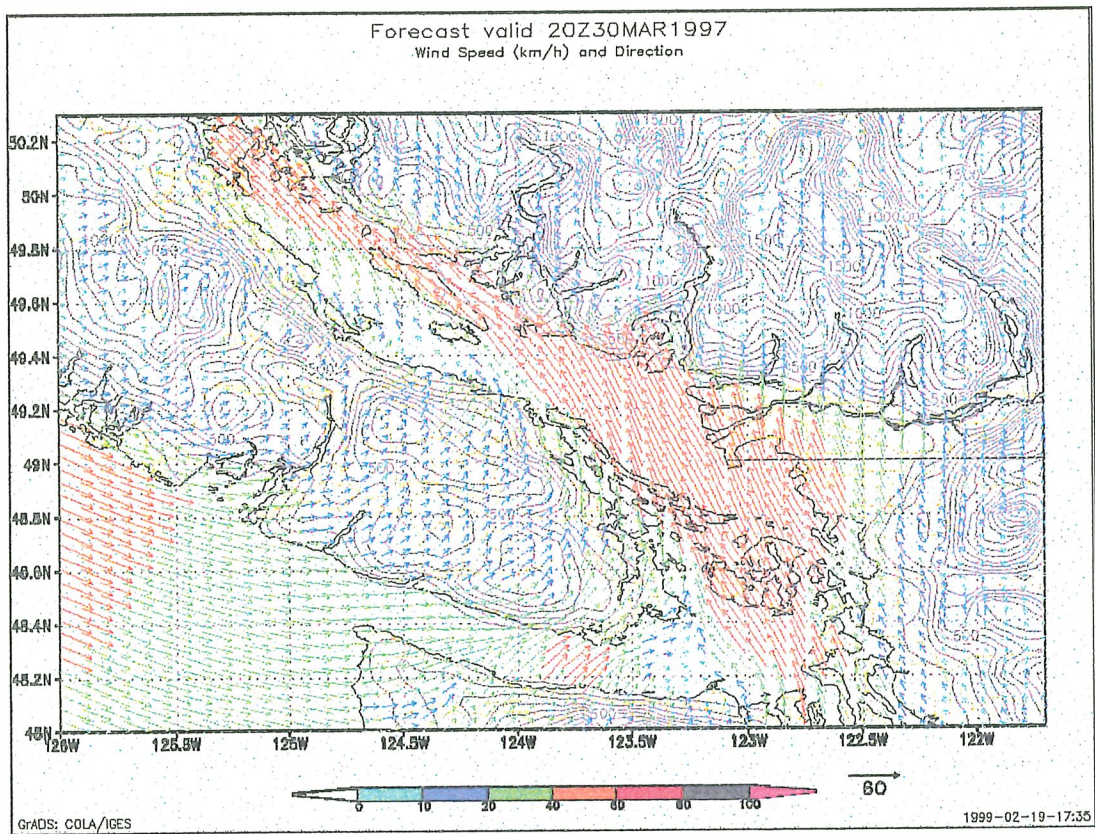 Forecast valid 20Z30MAR1997
Wind Speed (km/h) and Direction
50.2N
50N
49.8N
49.6N
49.4N
49.2N
49N
48.8N
48.6N
48.4N
48.2N
48N
126W 125.5W 125W 124.5W 124W 123.5W 123W 122.5W 122W
0 10 20 40 60 80 100
60
GrADS: COLA/IGES
1999-02-19-17:35